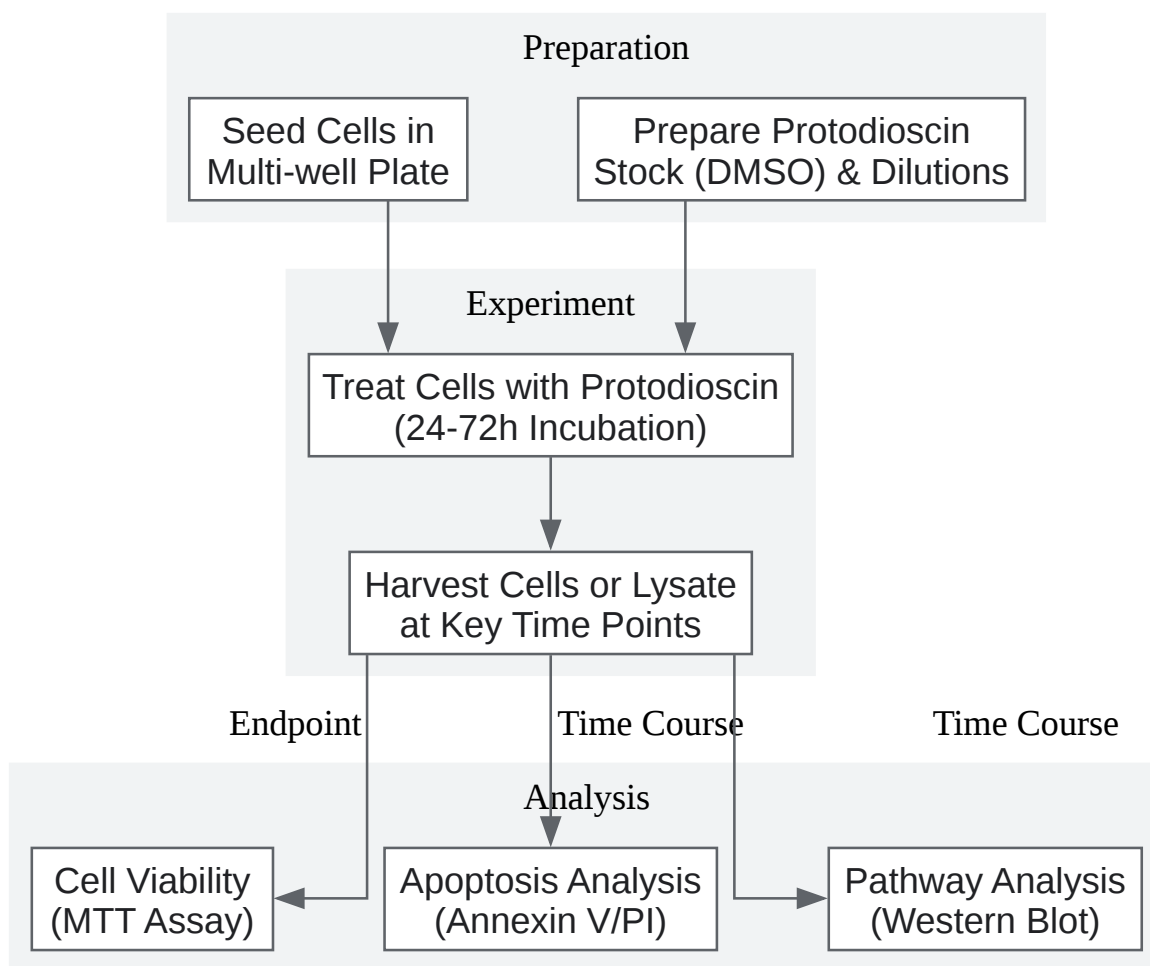 Preparation
Seed Cells in
Multi-well Plate
Prepare Protodioscin
Stock (DMSO) & Dilutions
Experiment
Treat Cells with Protodioscin
(24-72h Incubation)
Harvest Cells or Lysate
at Key Time Points
Endpoint
Time Course
Time Course
Analysis
Cell Viability
(MTT Assay)
Apoptosis Analysis
(Annexin V/PI)
Pathway Analysis
(Western Blot)